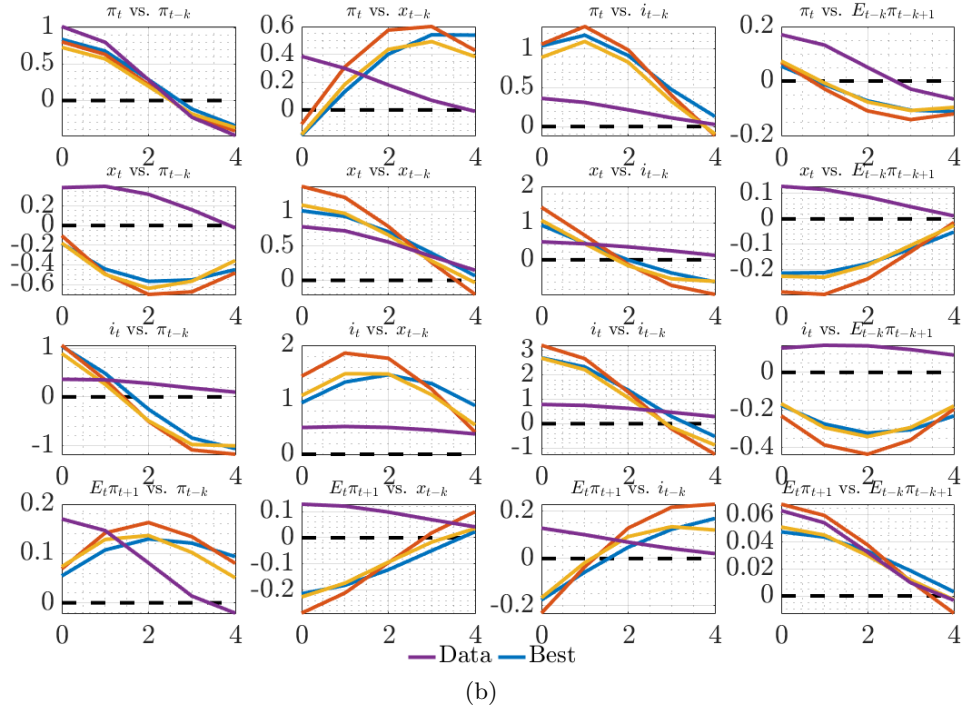 π_t vs. π_{t−k} π_t vs. x_{t−k} π_t vs. i_{t−k} π_t vs. E_{t−k}π_{t−k+1}
1 0.5 0 0 2 4
0.6 0.4 0.2 0 0 2 4
1 0.5 0 0 2 4
0.2 0 -0.2 0 2 4
x_t vs. π_{t−k} x_t vs. x_{t−k} x_t vs. i_{t−k} x_t vs. E_{t−k}π_{t−k+1}
0.2 0 -0.2 -0.4 -0.6 0 2 4
1 0.5 0 0 2 4
2 1 0 0 2 4
0.1 0 -0.1 -0.2 0 2 4
i_t vs. π_{t−k} i_t vs. x_{t−k} i_t vs. i_{t−k} i_t vs. E_{t−k}π_{t−k+1}
1 0 -1 0 2 4
2 1 0 0 2 4
3 2 1 0 -1 0 2 4
0 -0.2 -0.4 0 2 4
E_tπ_{t+1} vs. π_{t−k} E_tπ_{t+1} vs. x_{t−k} E_tπ_{t+1} vs. i_{t−k} E_tπ_{t+1} vs. E_{t−k}π_{t−k+1}
0.2 0.1 0 0 2 4
0.1 0 -0.1 -0.2 0 2 4
0.2 0 -0.2 0 2 4
0.06 0.04 0.02 0 0 2 4
Data Best
(b)